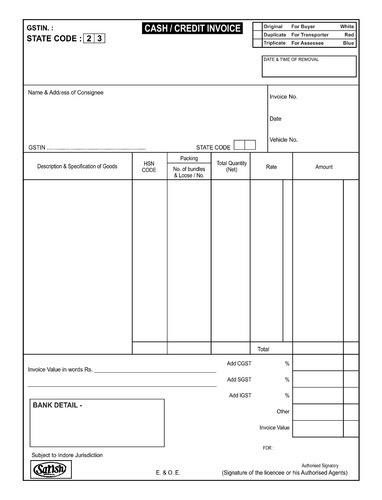 GSTIN. :
STATE CODE : 2 3
CASH / CREDIT INVOICE
Original For Buyer White
Duplicate For Transporter Red
Triplicate For Assessee Blue
DATE & TIME OF REMOVAL
Name & Address of Consignee
Invoice No.
Date
Vehicle No.
GSTIN ................................................ STATE CODE
Description & Specification of Goods
HSN
CODE
Packing
No. of bundles
& Loose / No.
Total Quantity
(Net)
Rate
Amount
Total
Invoice Value in words Rs.
Add CGST %
Add SGST %
Add IGST %
Other
Invoice Value
BANK DETAIL -
FOR :
Subject to Indore Jurisdiction
Satish
E. & O. E.
Authorised Signatory
(Signature of the licencee or his Authorised Agents)